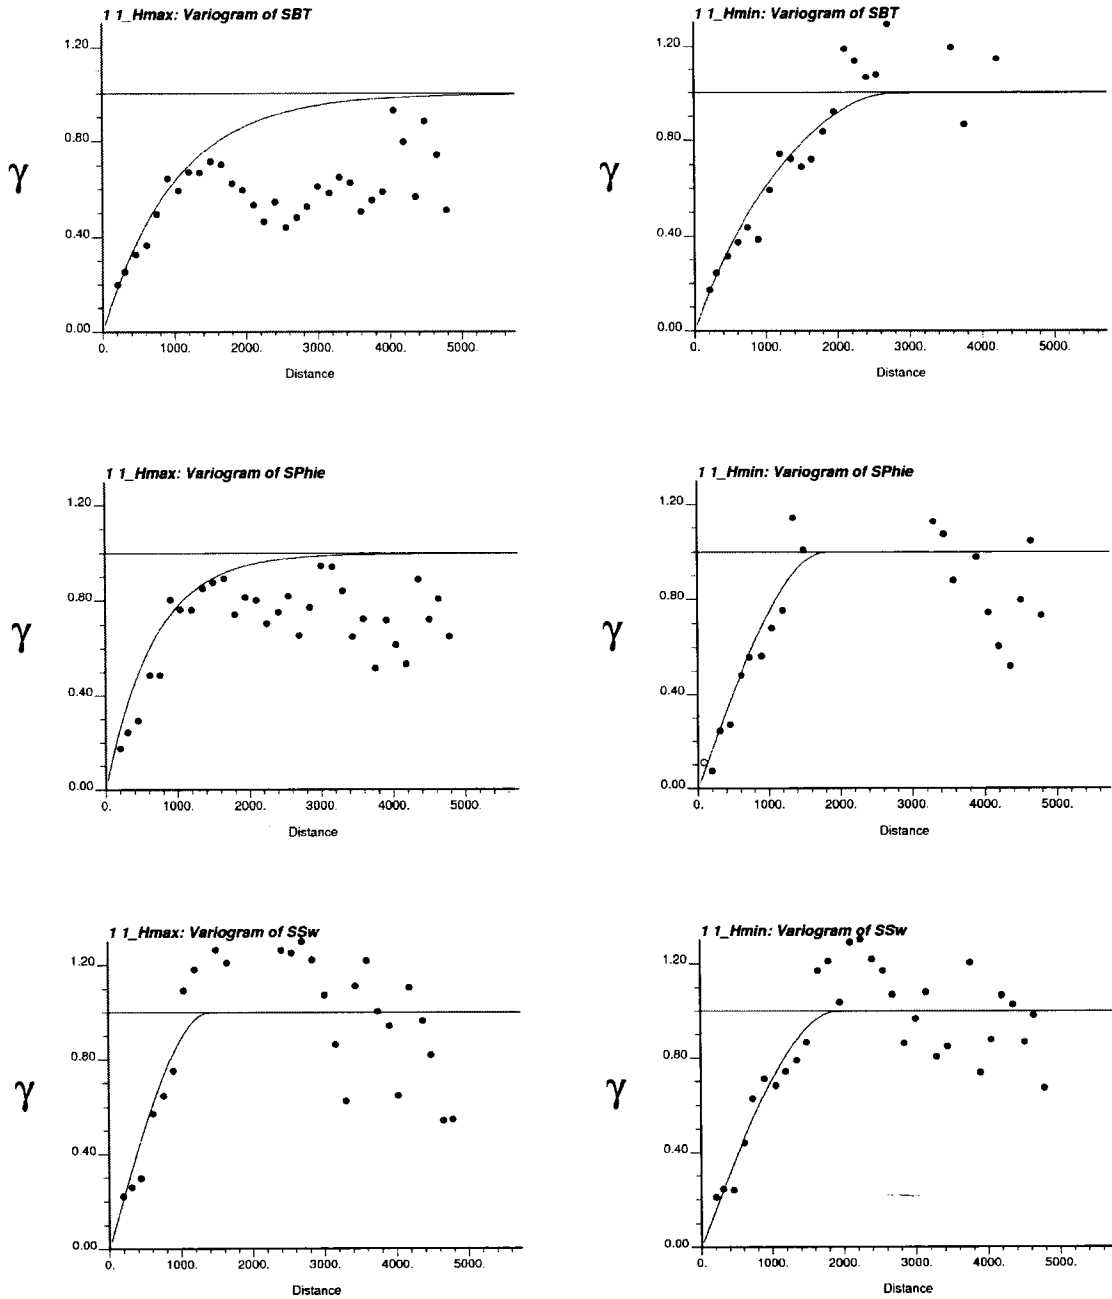 1 1_Hmax: Variogram of SBT
1.20
0.80
γ
0.40
0.00
0. 1000. 2000. 3000. 4000. 5000.
Distance
1 1_Hmin: Variogram of SBT
1.20
0.80
γ
0.40
0.00
0. 1000. 2000. 3000. 4000. 5000.
Distance
1 1_Hmax: Variogram of SPhie
1.20
0.80
γ
0.40
0.00
0. 1000. 2000. 3000. 4000. 5000.
Distance
1 1_Hmin: Variogram of SPhie
1.20
0.80
γ
0.40
0.00
0. 1000. 2000. 3000. 4000. 5000.
Distance
1 1_Hmax: Variogram of SSw
1.20
0.80
γ
0.40
0.00
0. 1000. 2000. 3000. 4000. 5000.
Distance
1 1_Hmin: Variogram of SSw
1.20
0.80
γ
0.40
0.00
0. 1000. 2000. 3000. 4000. 5000.
Distance